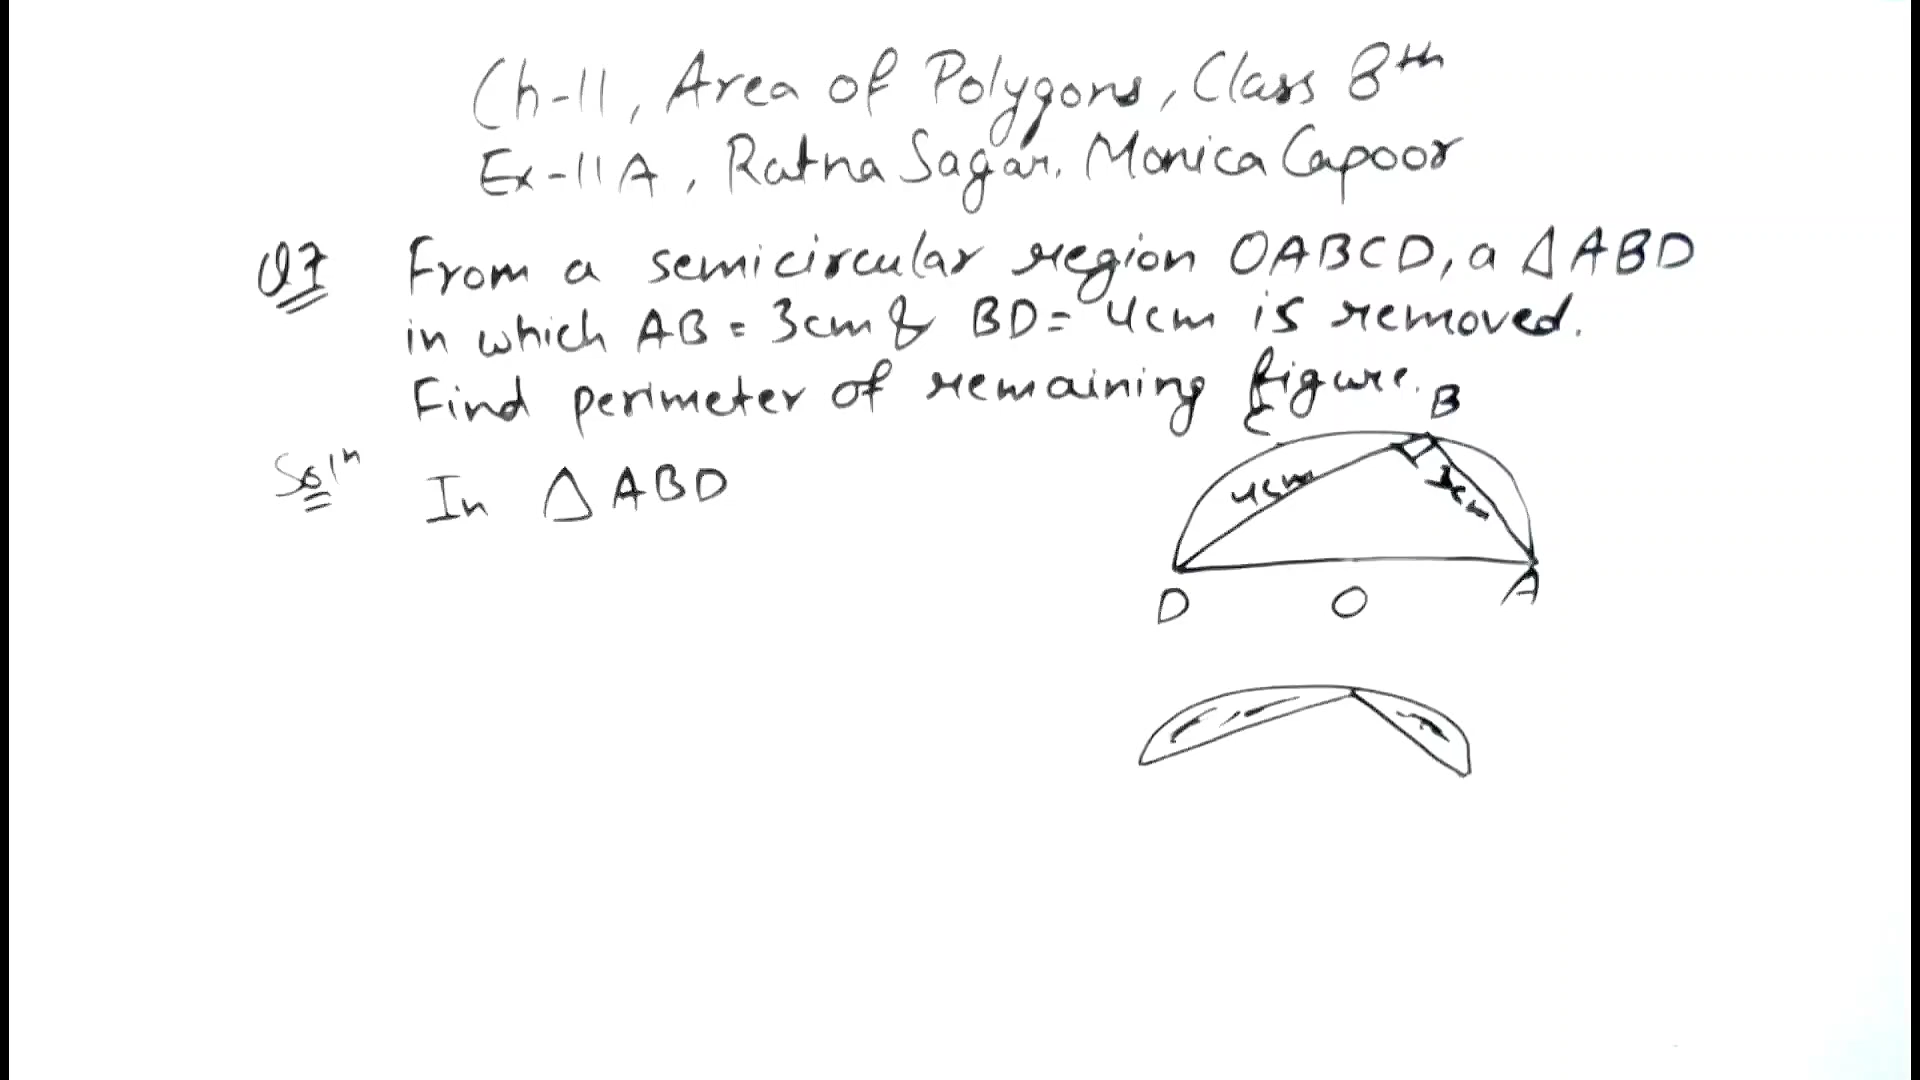 Ch-11, Area of Polygons, Class 8th
Ex-11A, Ratna Sagar, Monica Capoor
Q7 From a semicircular region OABCD, a △ABD
in which AB = 3cm & BD = 4cm is removed.
Find perimeter of remaining figure.
C B
Soln In △ABD
4cm 3cm
D O A